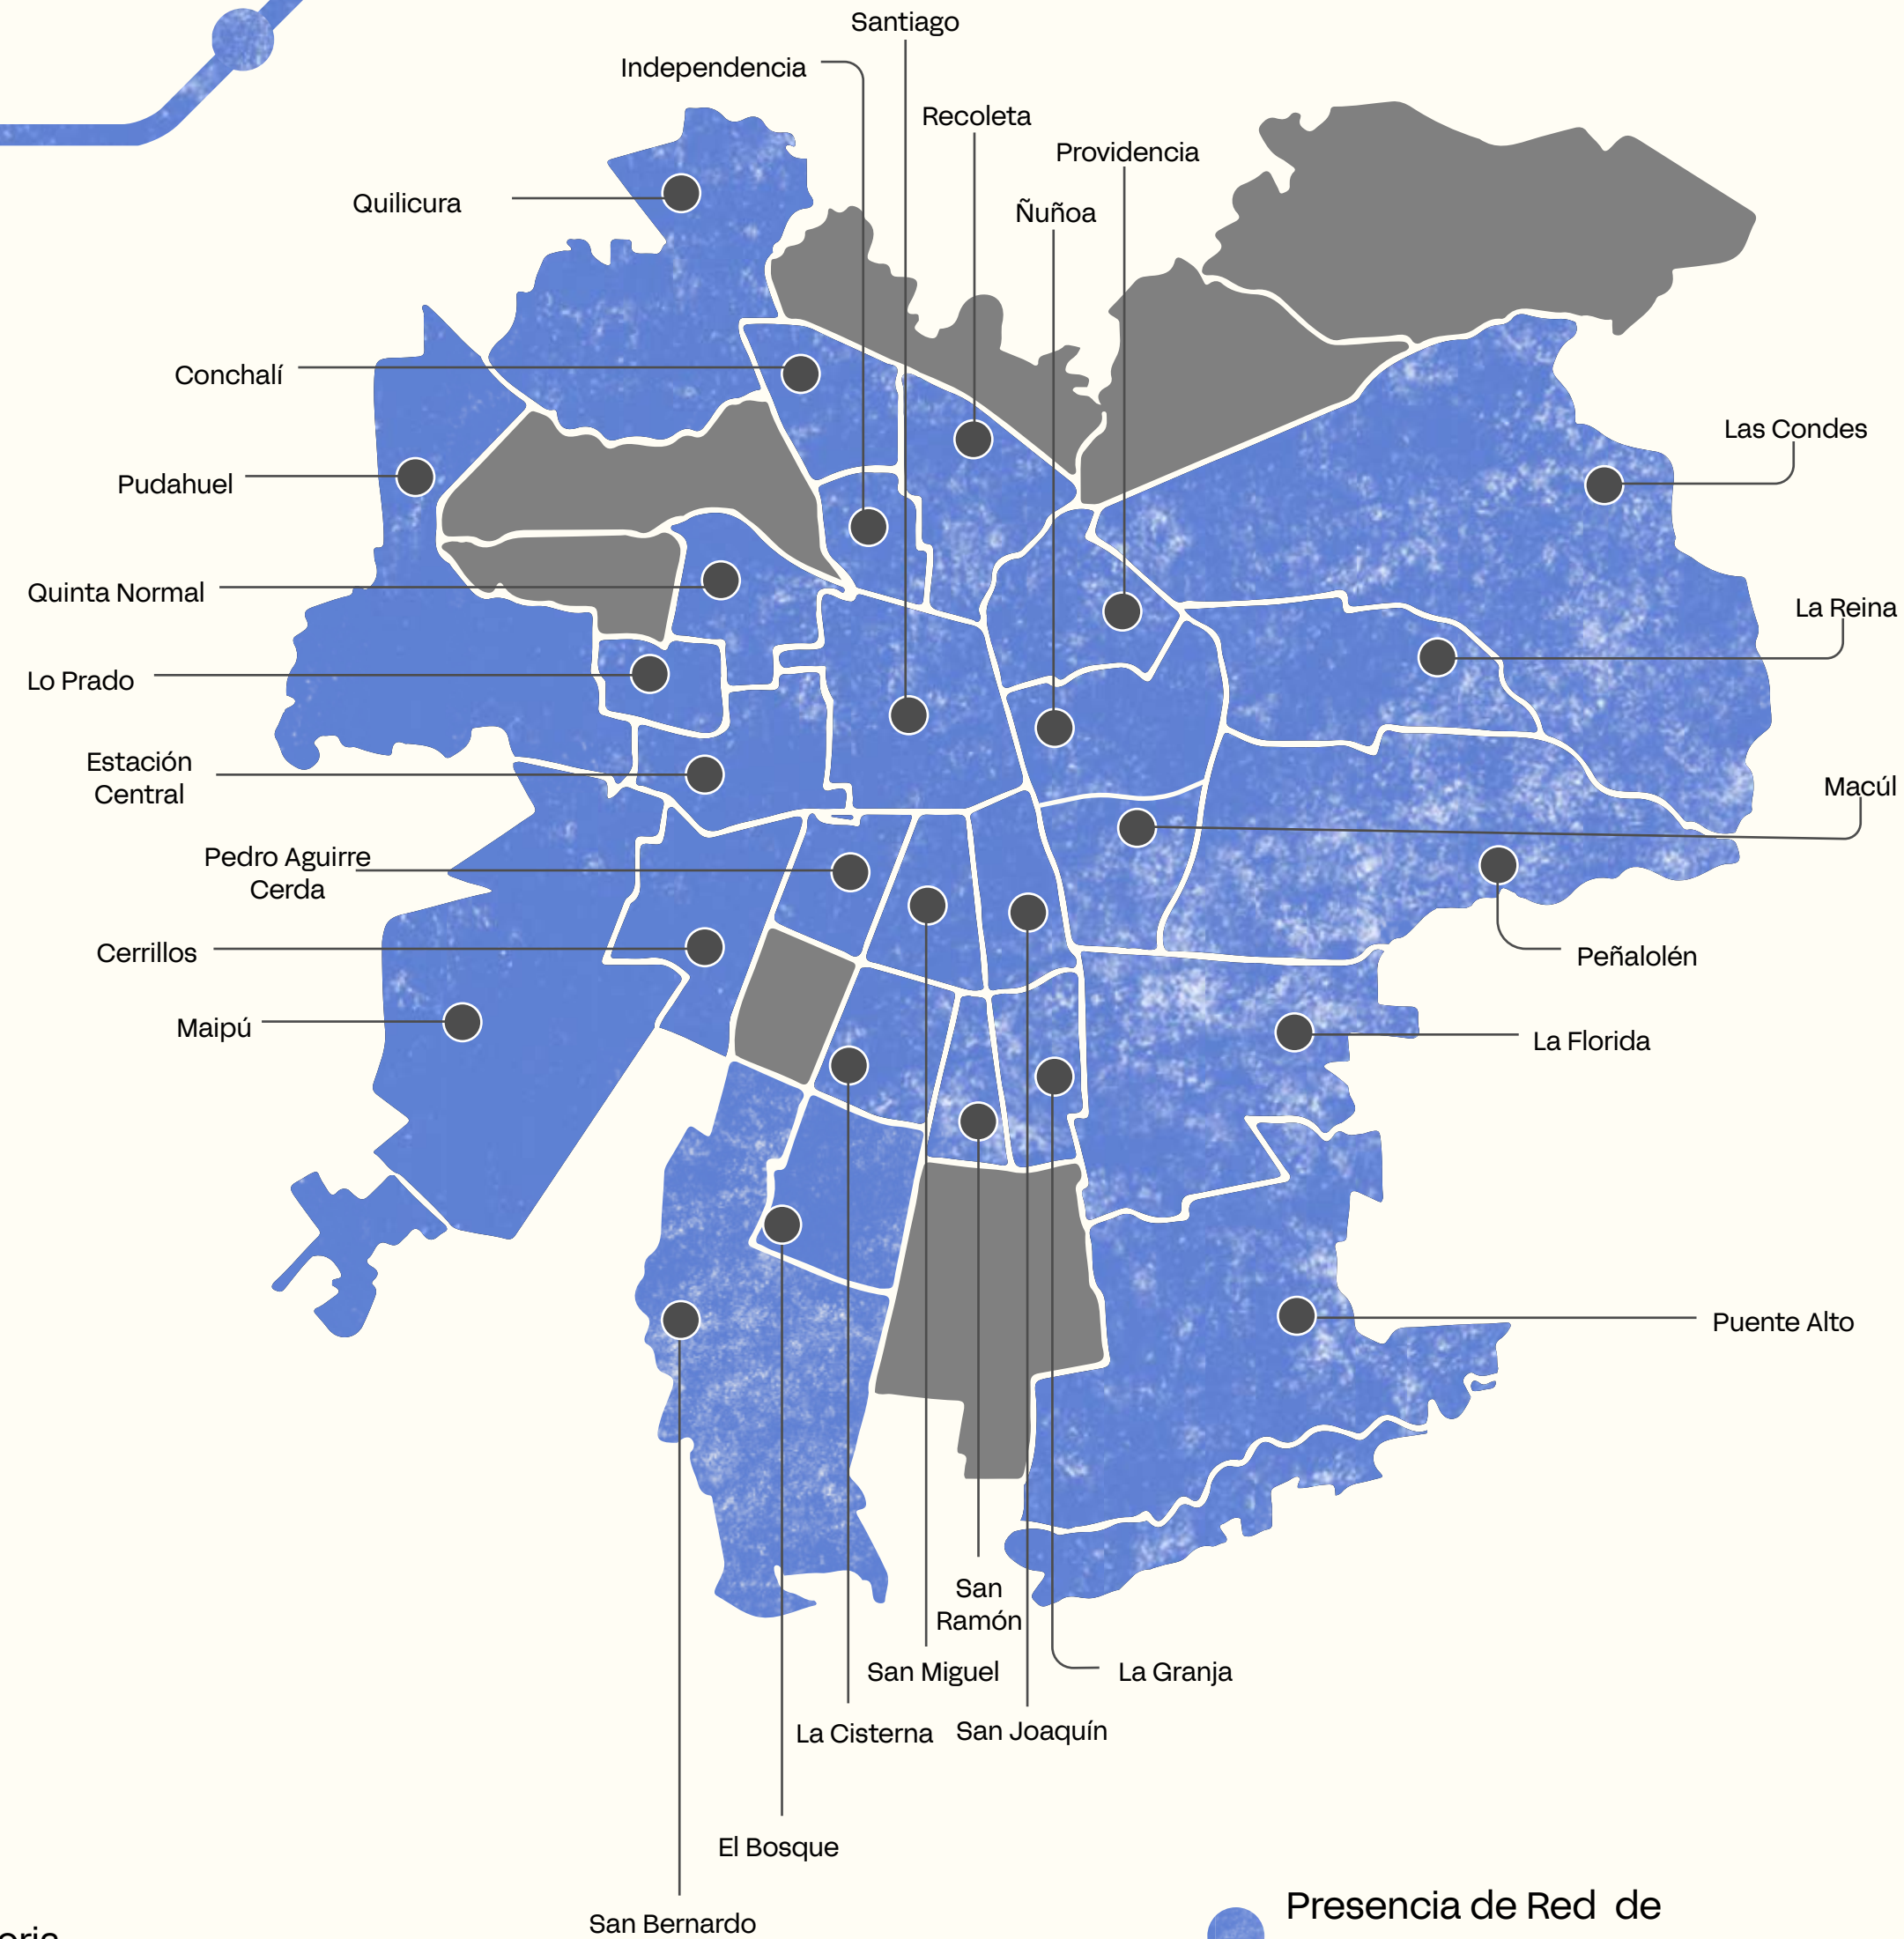 Santiago
Independencia
Recoleta
Providencia
Quilicura
Ñuñoa
Conchalí
Las Condes
Pudahuel
Quinta Normal
La Reina
Lo Prado
Estación
Central
Macúl
Pedro Aguirre
Cerda
Cerrillos
Peñalolén
Maipú
La Florida
Puente Alto
San
Ramón
San Miguel
La Granja
La Cisterna
San Joaquín
El Bosque
San Bernardo
Presencia de Red de